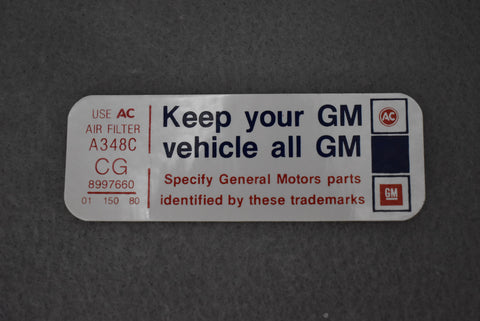 USE AC
AIR FILTER
A348C
CG
8997660
01 150 80
Keep your GM
vehicle all GM
Specify General Motors parts
identified by these trademarks
AC
GM